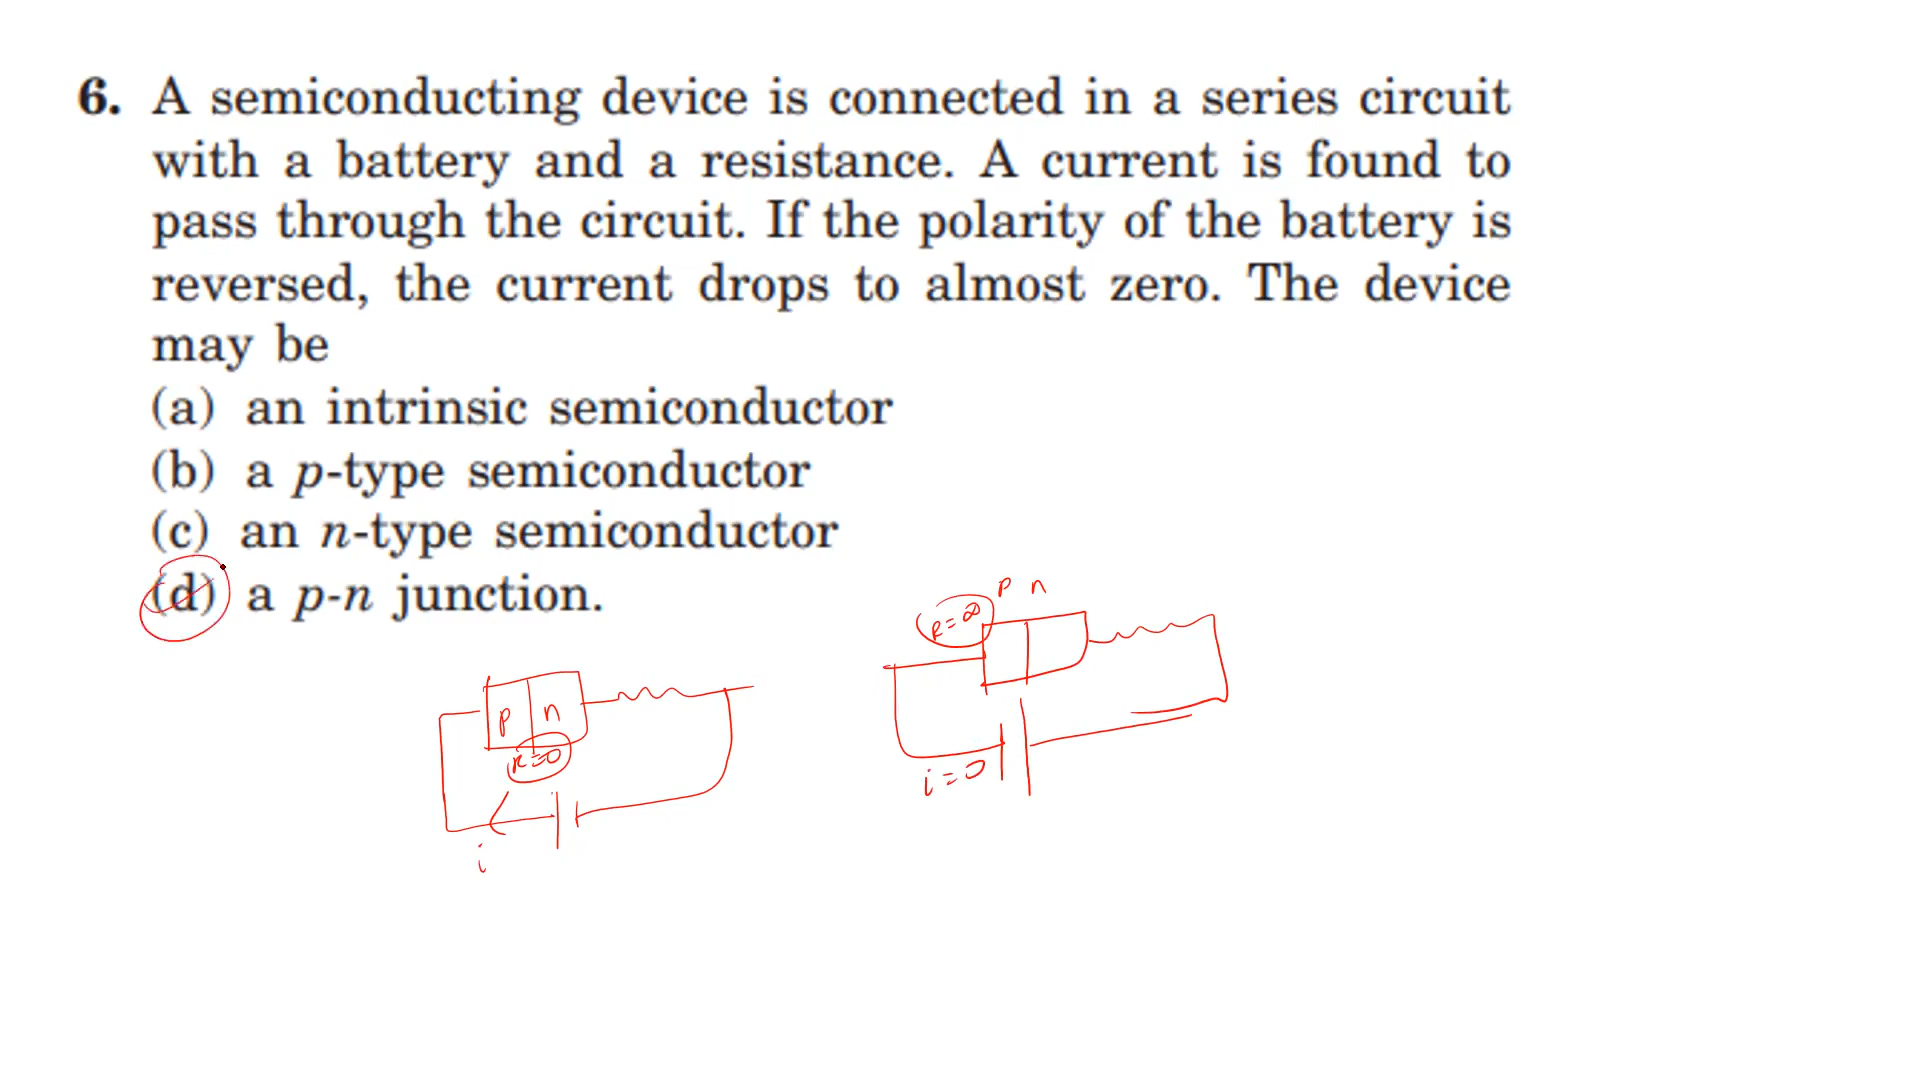 6. A semiconducting device is connected in a series circuit
with a battery and a resistance. A current is found to
pass through the circuit. If the polarity of the battery is
reversed, the current drops to almost zero. The device
may be
(a) an intrinsic semiconductor
(b) a p-type semiconductor
(c) an n-type semiconductor
(d) a p-n junction.
p n
R=∞
p n
R=0
i=0
i